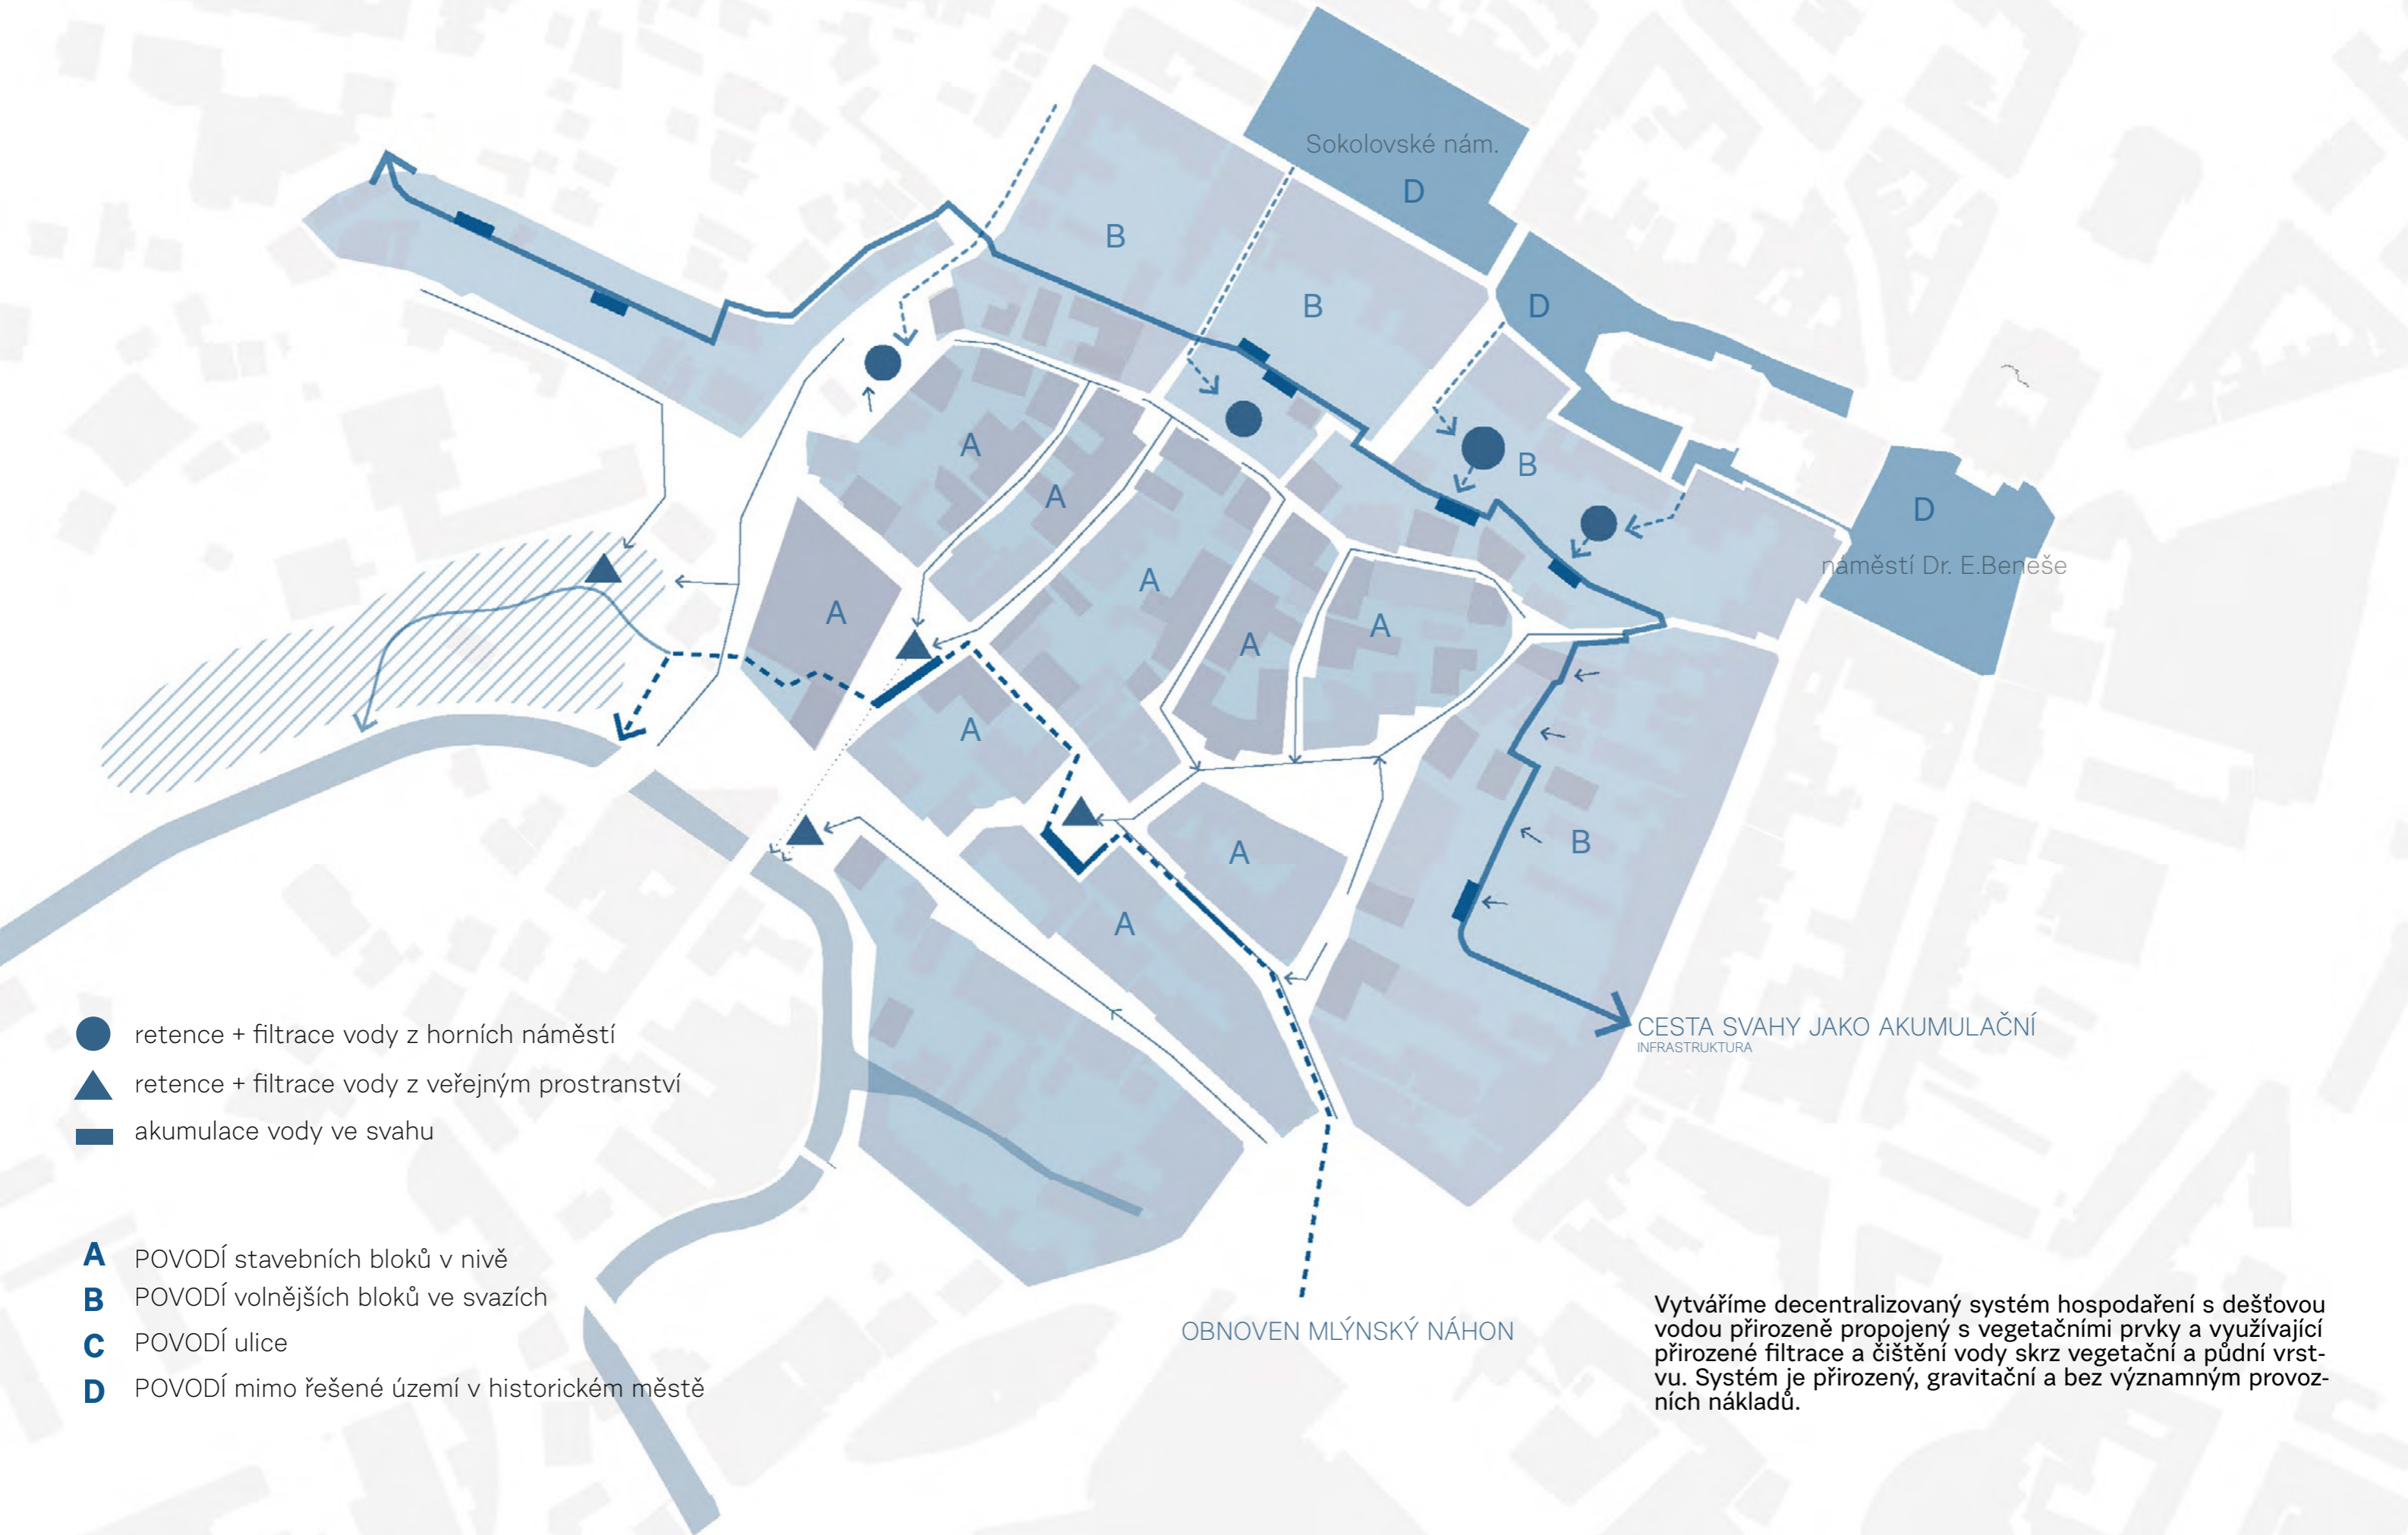 Sokolovské nám.
D
B
B
D
A
B
A
D
náměstí Dr. E.Beneše
A
A
A
A
A
B
A
A
CESTA SVAHY JAKO AKUMULAČNÍ
INFRASTRUKTURA
retence + filtrace vody z horních náměstí
retence + filtrace vody z veřejným prostranství
akumulace vody ve svahu
A POVODÍ stavebních bloků v nivě
B POVODÍ volnějších bloků ve svazích
C POVODÍ ulice
D POVODÍ mimo řešené území v historickém městě
OBNOVEN MLÝNSKÝ NÁHON
Vytváříme decentralizovaný systém hospodaření s dešťovou
vodou přirozeně propojený s vegetačními prvky a využívající
přirozené filtrace a čištění vody skrz vegetační a půdní vrst-
vu. Systém je přirozený, gravitační a bez významným provoz-
ních nákladů.